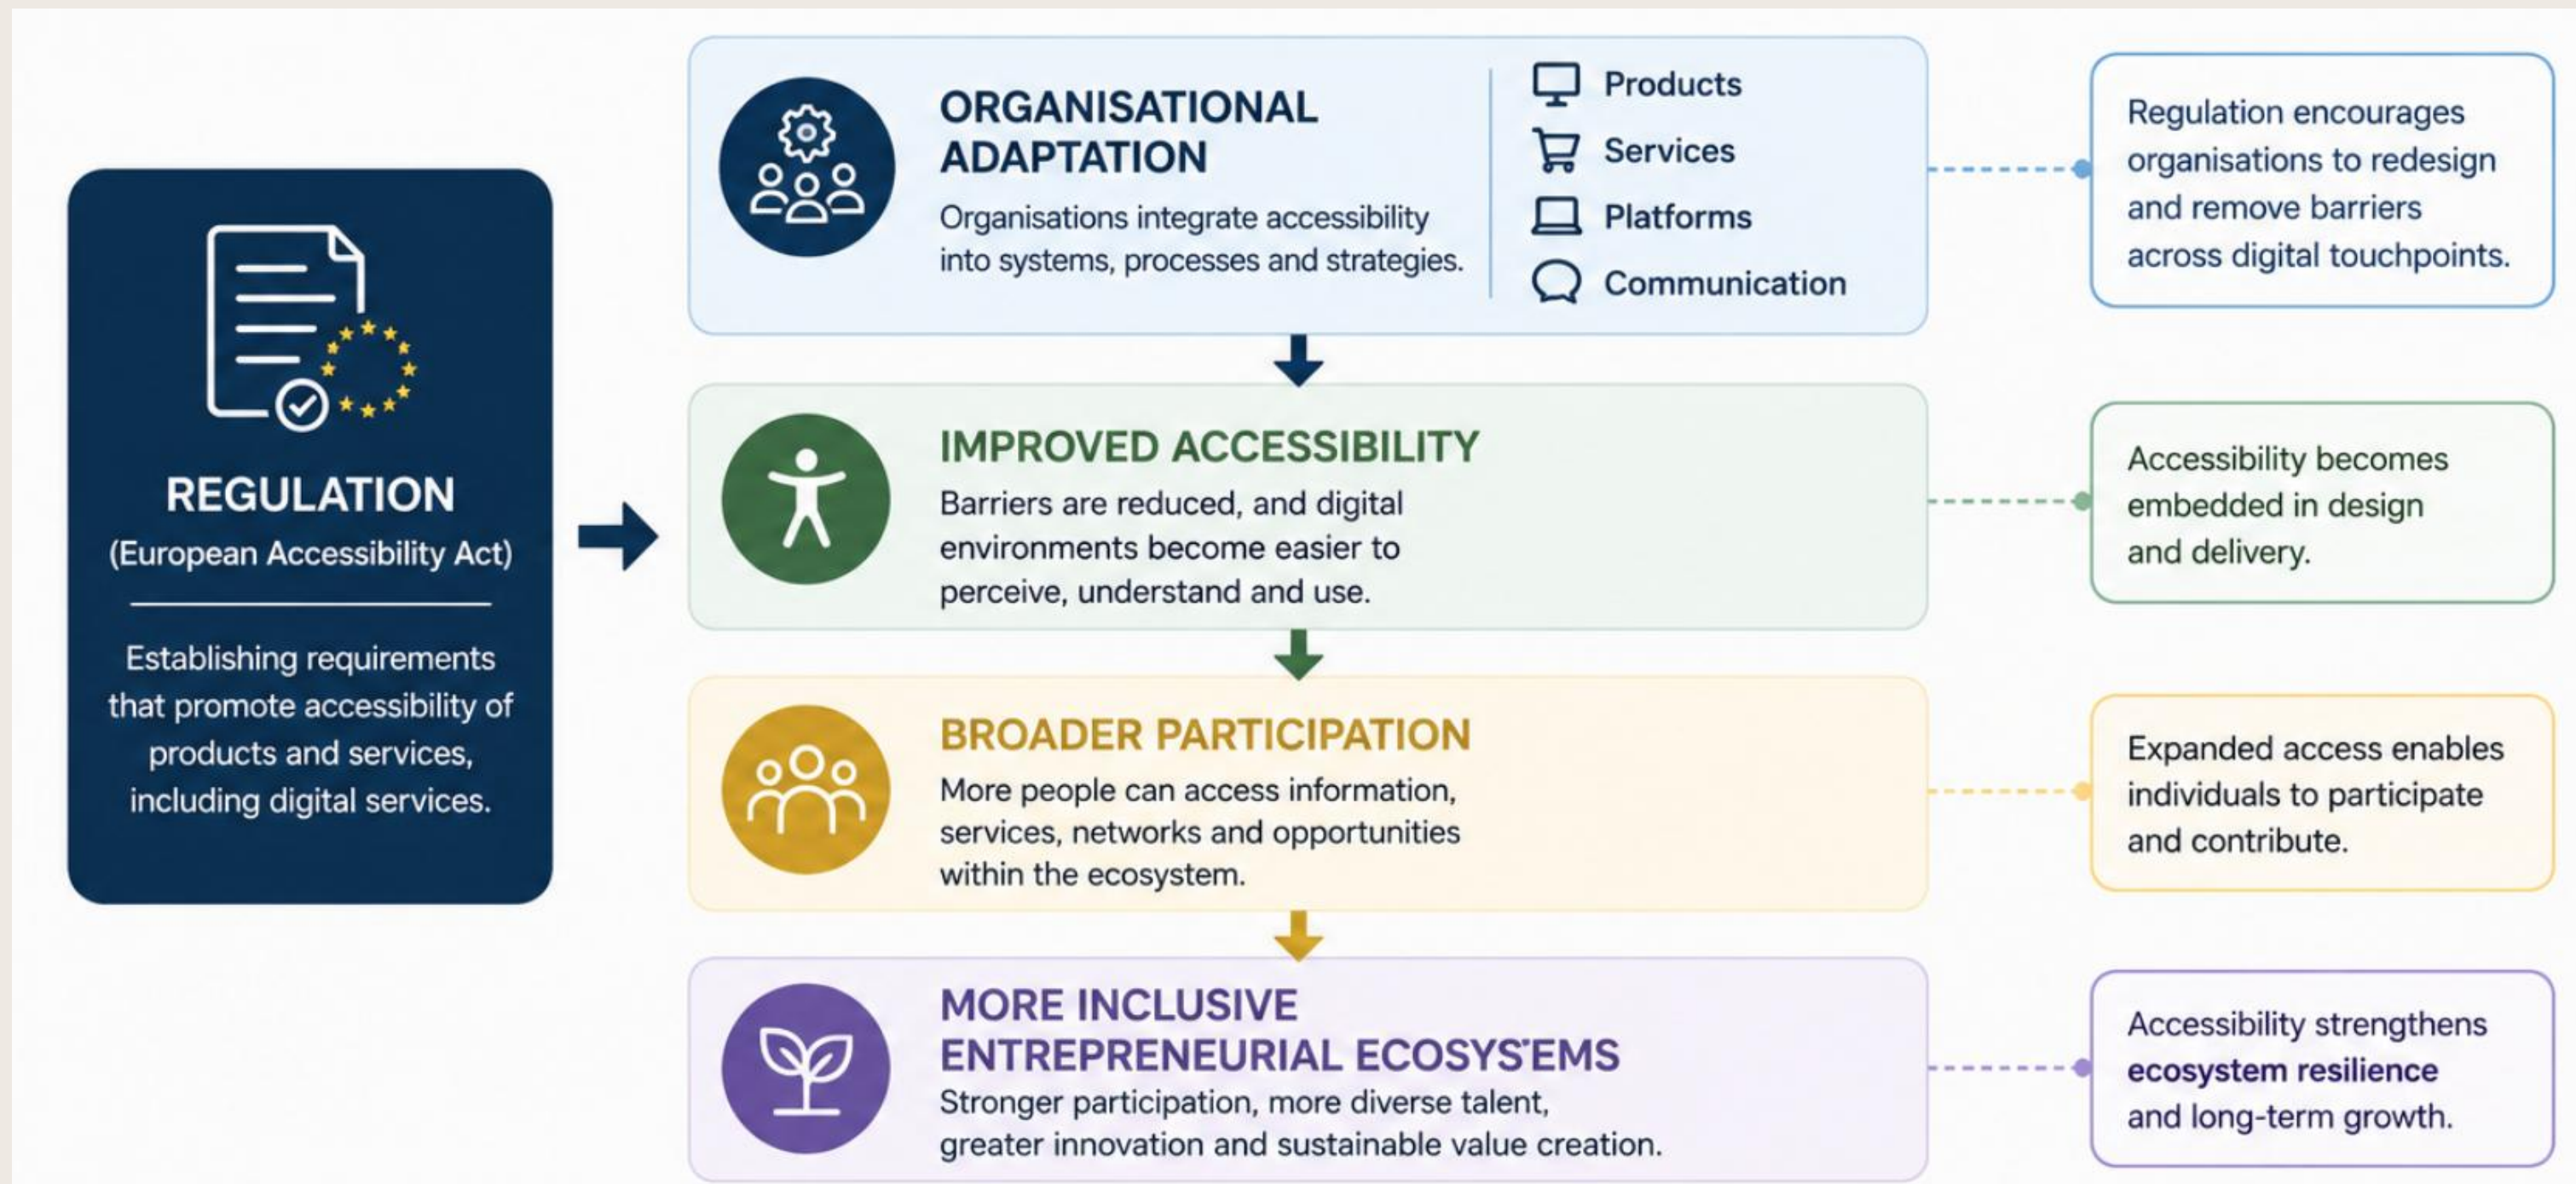 REGULATION
(European Accessibility Act)
Establishing requirements
that promote accessibility of
products and services,
including digital services.
ORGANISATIONAL
ADAPTATION
Organisations integrate accessibility
into systems, processes and strategies.
Products
Services
Platforms
Communication
Regulation encourages
organisations to redesign
and remove barriers
across digital touchpoints.
IMPROVED ACCESSIBILITY
Barriers are reduced, and digital
environments become easier to
perceive, understand and use.
Accessibility becomes
embedded in design
and delivery.
BROADER PARTICIPATION
More people can access information,
services, networks and opportunities
within the ecosystem.
Expanded access enables
individuals to participate
and contribute.
MORE INCLUSIVE
ENTREPRENEURIAL ECOSYSTEMS
Stronger participation, more diverse talent,
greater innovation and sustainable value creation.
Accessibility strengthens
ecosystem resilience
and long-term growth.